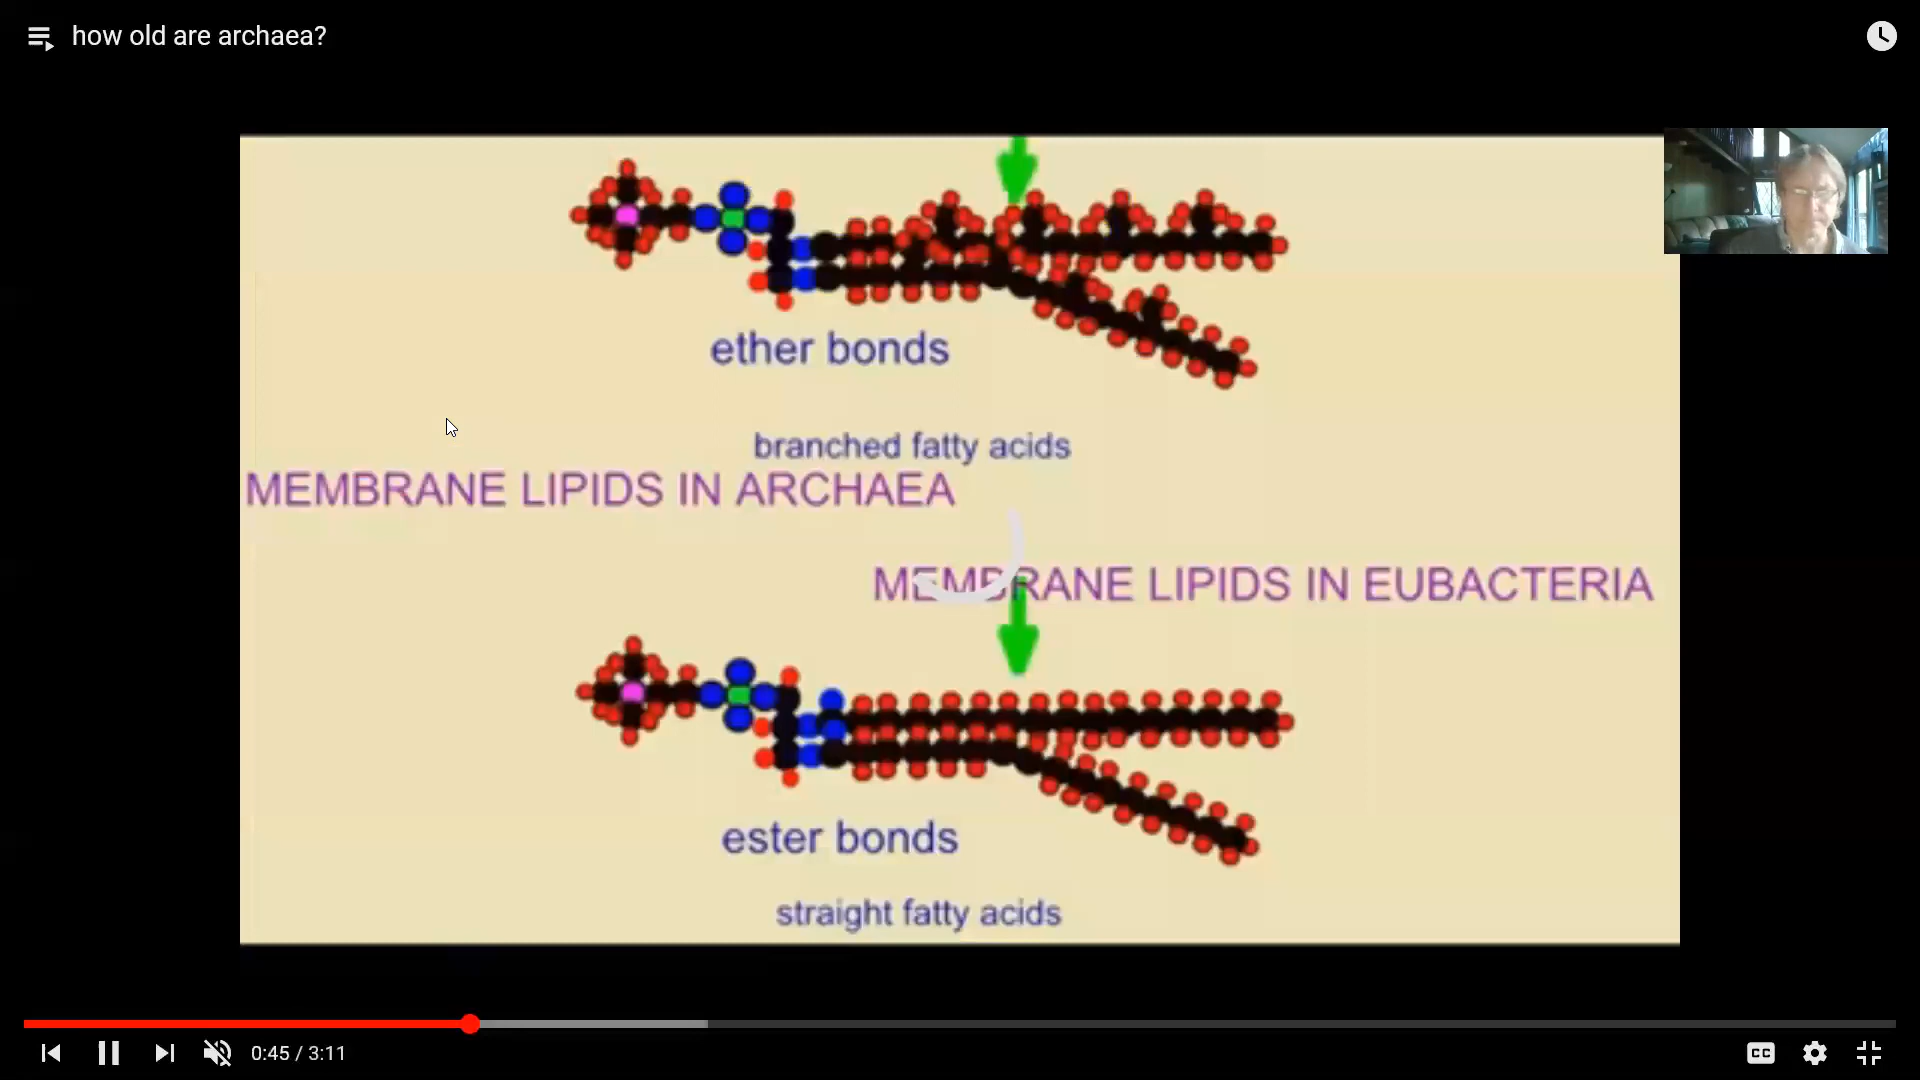 how old are archaea?
ether bonds
branched fatty acids
MEMBRANE LIPIDS IN ARCHAEA
MEMBRANE LIPIDS IN EUBACTERIA
ester bonds
straight fatty acids
0:45 / 3:11
CC